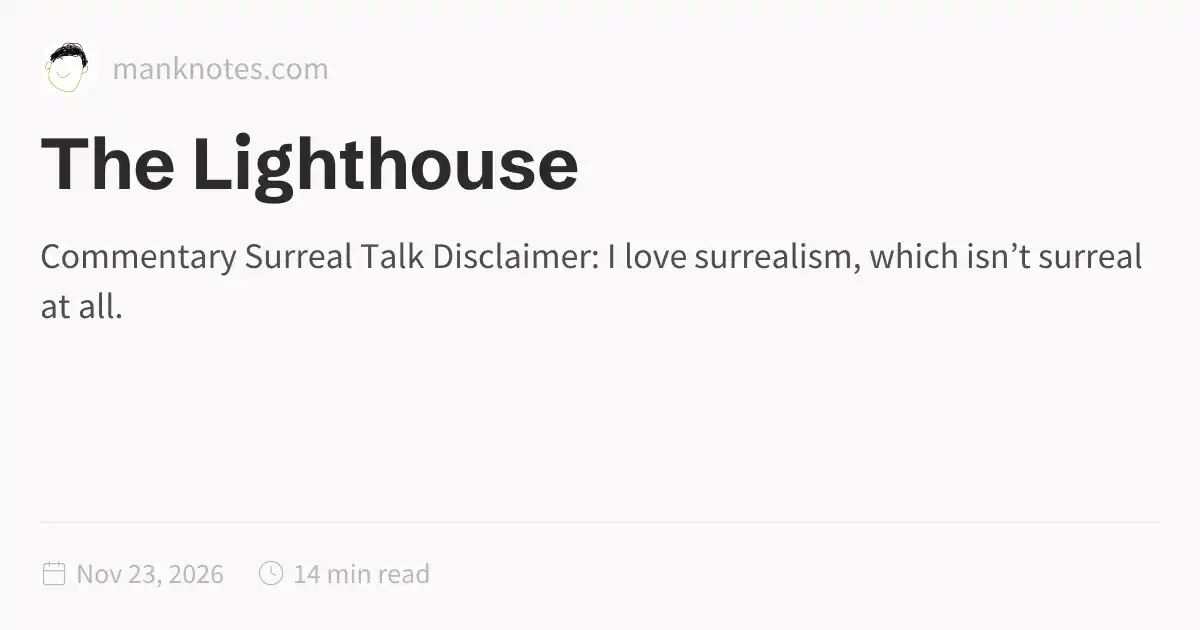 manknotes.com
The Lighthouse
Commentary Surreal Talk Disclaimer: I love surrealism, which isn’t surreal
at all.
Nov 23, 2026
14 min read